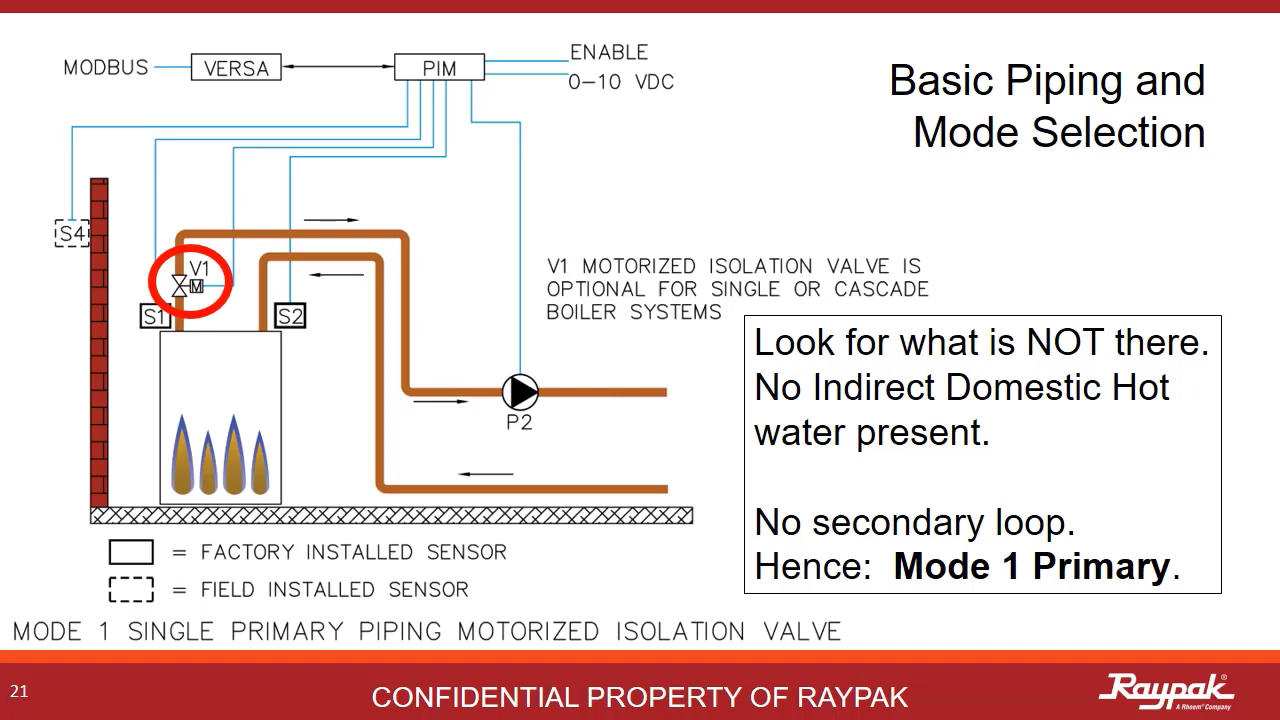 Basic Piping and
Mode Selection
MODBUS
VERSA
PIM
ENABLE
0-10 VDC
S4
V1
M
S1
S2
P2
V1 MOTORIZED ISOLATION VALVE IS
OPTIONAL FOR SINGLE OR CASCADE
BOILER SYSTEMS
Look for what is NOT there.
No Indirect Domestic Hot
water present.
No secondary loop.
Hence: Mode 1 Primary.
= FACTORY INSTALLED SENSOR
= FIELD INSTALLED SENSOR
MODE 1 SINGLE PRIMARY PIPING MOTORIZED ISOLATION VALVE
21
CONFIDENTIAL PROPERTY OF RAYPAK
Raypak®
A Rheem® Company